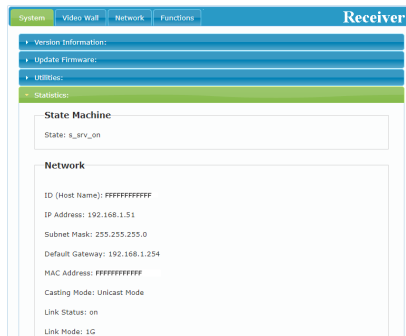 System Video Wall Network Functions Receiver
Version Information:
Update Firmware:
Utilities:
Statistics:
State Machine
State: s_srv_on
Network
ID (Host Name): FFFFFFFFFFFF
IP Address: 192.168.1.51
Subnet Mask: 255.255.255.0
Default Gateway: 192.168.1.254
MAC Address: FFFFFFFFFFFF
Casting Mode: Unicast Mode
Link Status: on
Link Mode: 1G